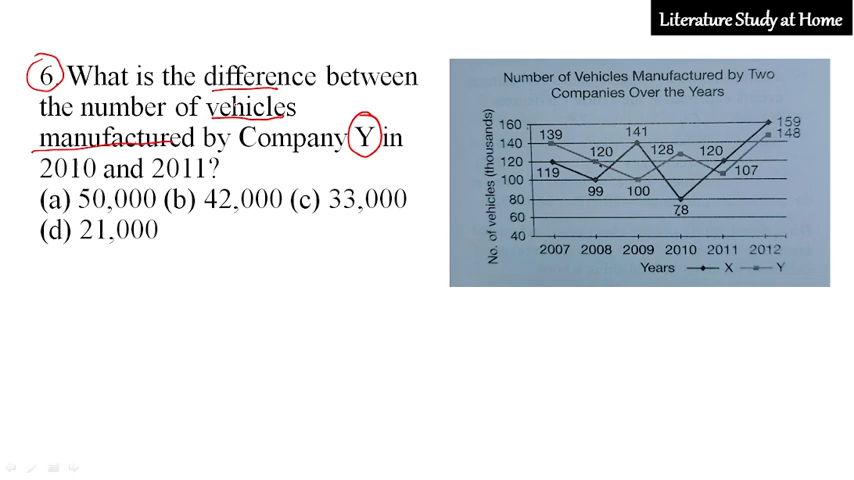 Literature Study at Home
6. What is the difference between
the number of vehicles
manufactured by Company Y in
2010 and 2011?
(a) 50,000 (b) 42,000 (c) 33,000
(d) 21,000
Number of Vehicles Manufactured by Two
Companies Over the Years
No. of vehicles (thousands)
160
140
120
100
80
60
40
139
119
120
99
141
100
128
78
120
107
159
148
2007 2008 2009 2010 2011 2012
Years X Y